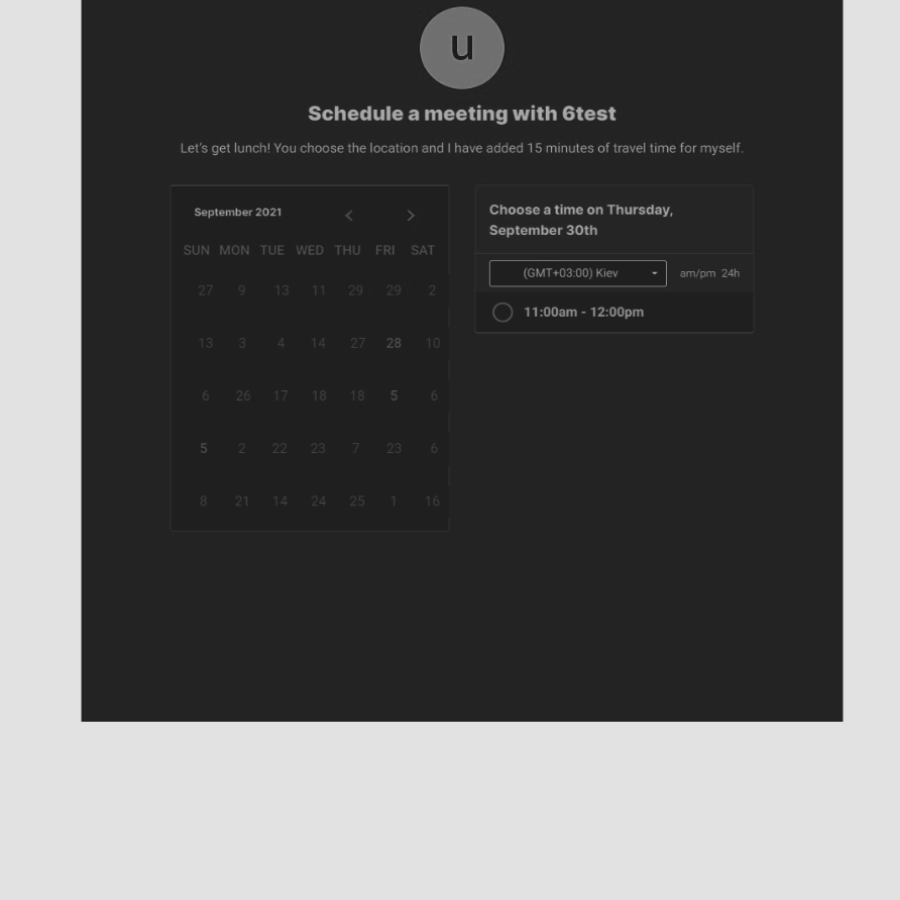 u
Schedule a meeting with 6test
Let's get lunch! You choose the location and I have added 15 minutes of travel time for myself.
September 2021
SUN MON TUE WED THU FRI SAT
27 9 13 11 29 29 2
13 3 4 14 27 28 10
6 26 17 18 18 5 6
5 2 22 23 7 23 6
8 21 14 24 25 1 16
Choose a time on Thursday,
September 30th
(GMT+03:00) Kiev am/pm 24h
11:00am - 12:00pm